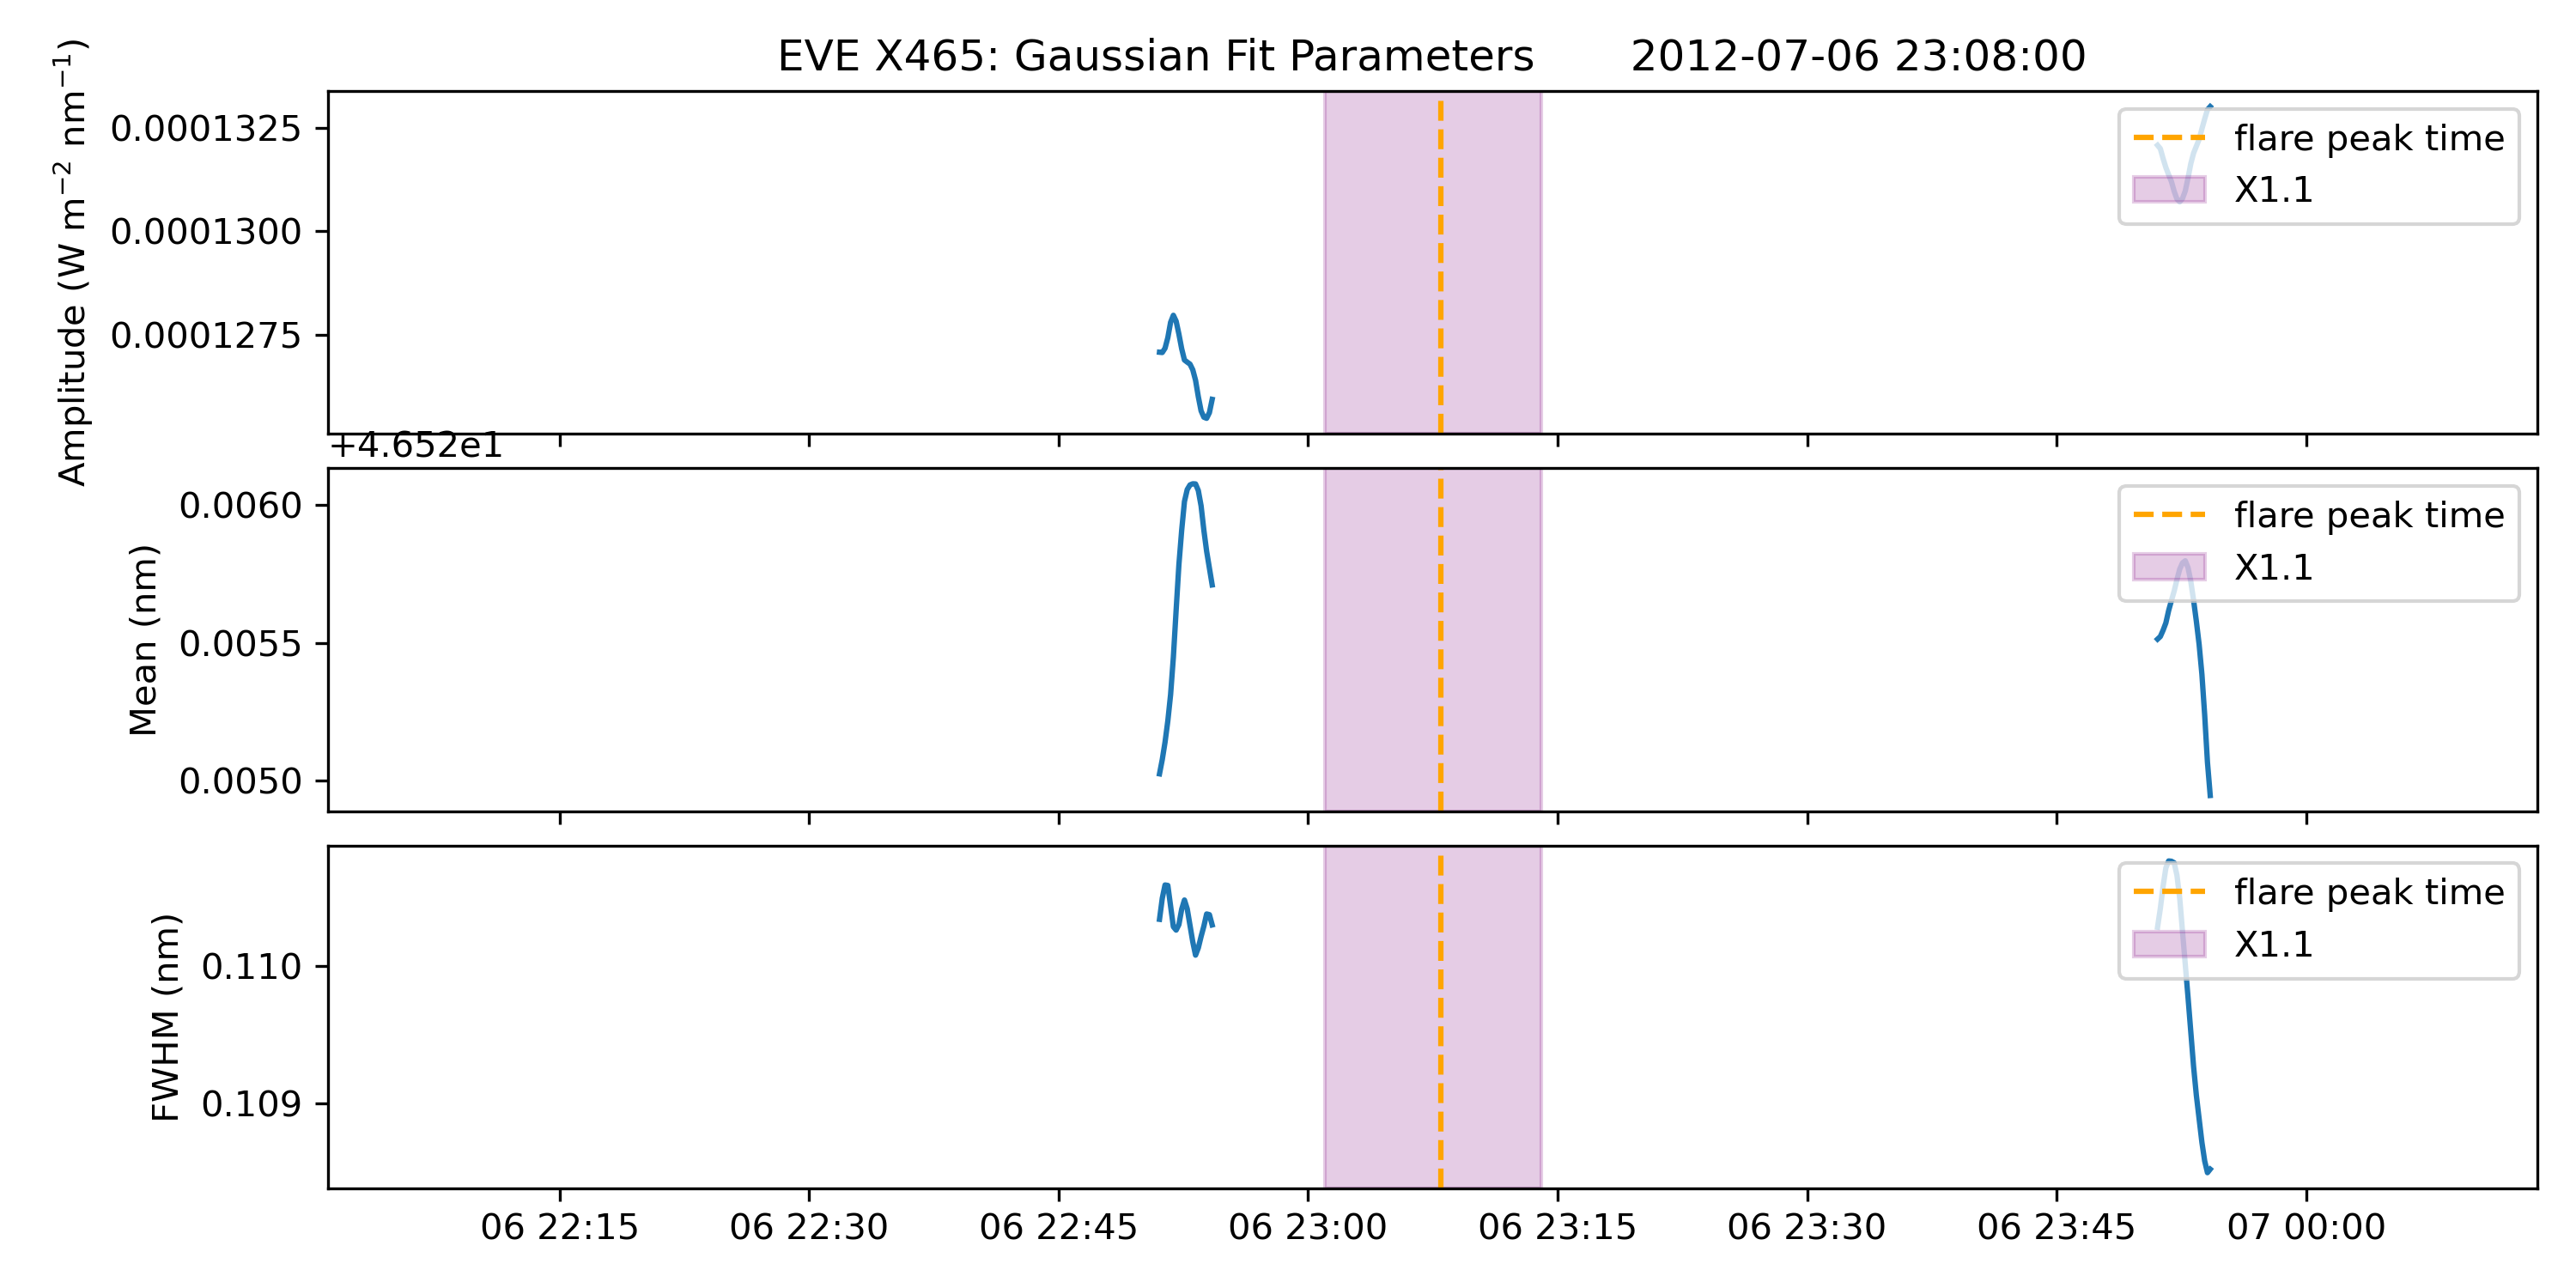 EVE X465: Gaussian Fit Parameters 2012-07-06 23:08:00
Amplitude (W m⁻² nm⁻¹)
0.0001325
0.0001300
0.0001275
flare peak time
X1.1
+4.652e1
Mean (nm)
0.0060
0.0055
0.0050
flare peak time
X1.1
FWHM (nm)
0.110
0.109
flare peak time
X1.1
06 22:15 06 22:30 06 22:45 06 23:00 06 23:15 06 23:30 06 23:45 07 00:00